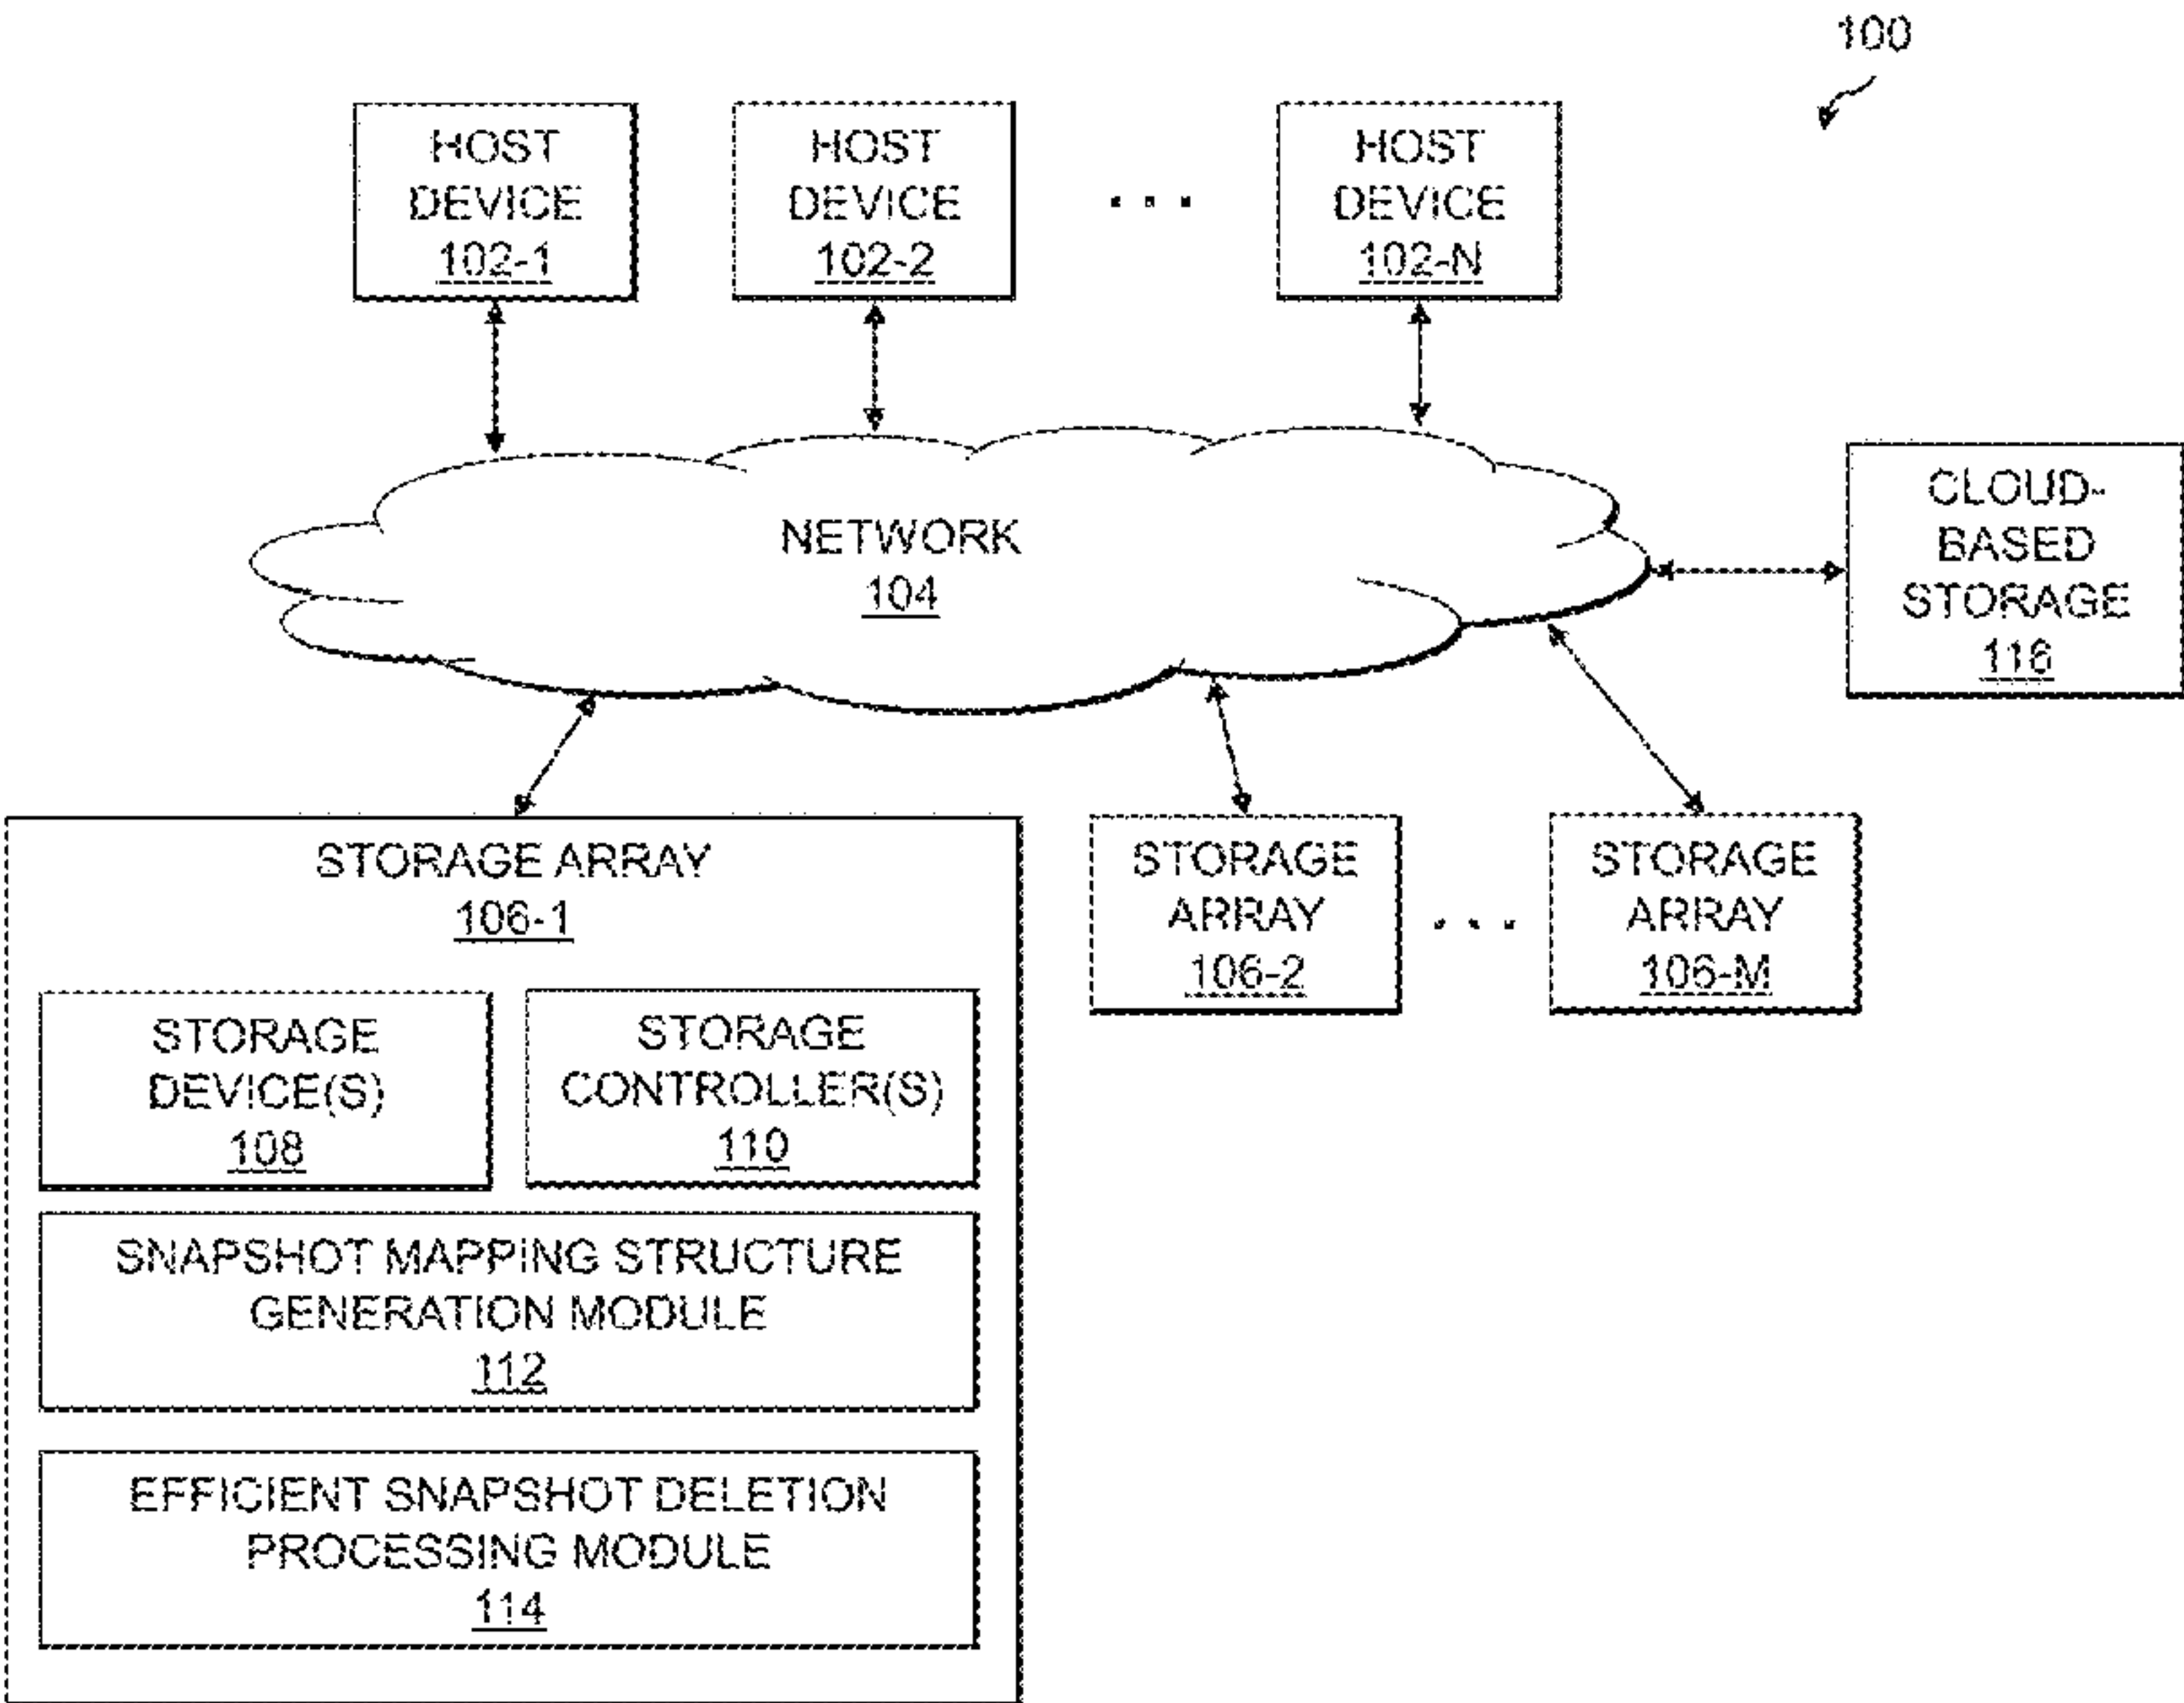 100
HOST
DEVICE
102-1
HOST
DEVICE
102-2
. . .
HOST
DEVICE
102-N
NETWORK
104
CLOUD-
BASED
STORAGE
116
STORAGE ARRAY
106-1
STORAGE
DEVICE(S)
108
STORAGE
CONTROLLER(S)
110
SNAPSHOT MAPPING STRUCTURE
GENERATION MODULE
112
EFFICIENT SNAPSHOT DELETION
PROCESSING MODULE
114
STORAGE
ARRAY
106-2
. . .
STORAGE
ARRAY
106-M